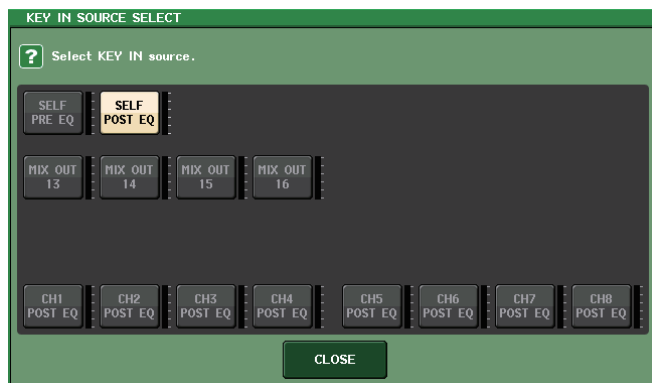 KEY IN SOURCE SELECT
? Select KEY IN source.
SELF PRE EQ
SELF POST EQ
MIX OUT 13
MIX OUT 14
MIX OUT 15
MIX OUT 16
CH1 POST EQ
CH2 POST EQ
CH3 POST EQ
CH4 POST EQ
CH5 POST EQ
CH6 POST EQ
CH7 POST EQ
CH8 POST EQ
CLOSE